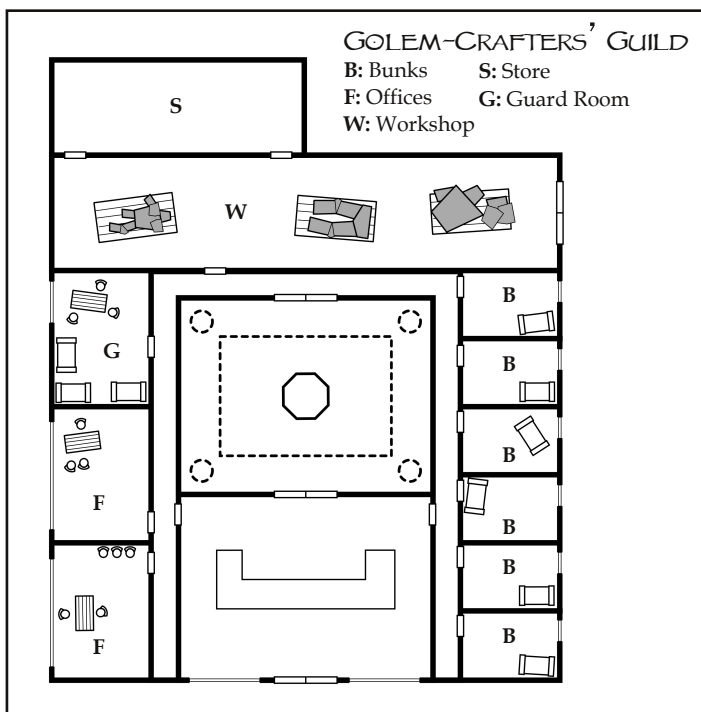 GOLEM-CRAFTERS' GUILD
B: Bunks S: Store
F: Offices G: Guard Room
W: Workshop
S
W
B
G
B
B
F
B
B
F
B